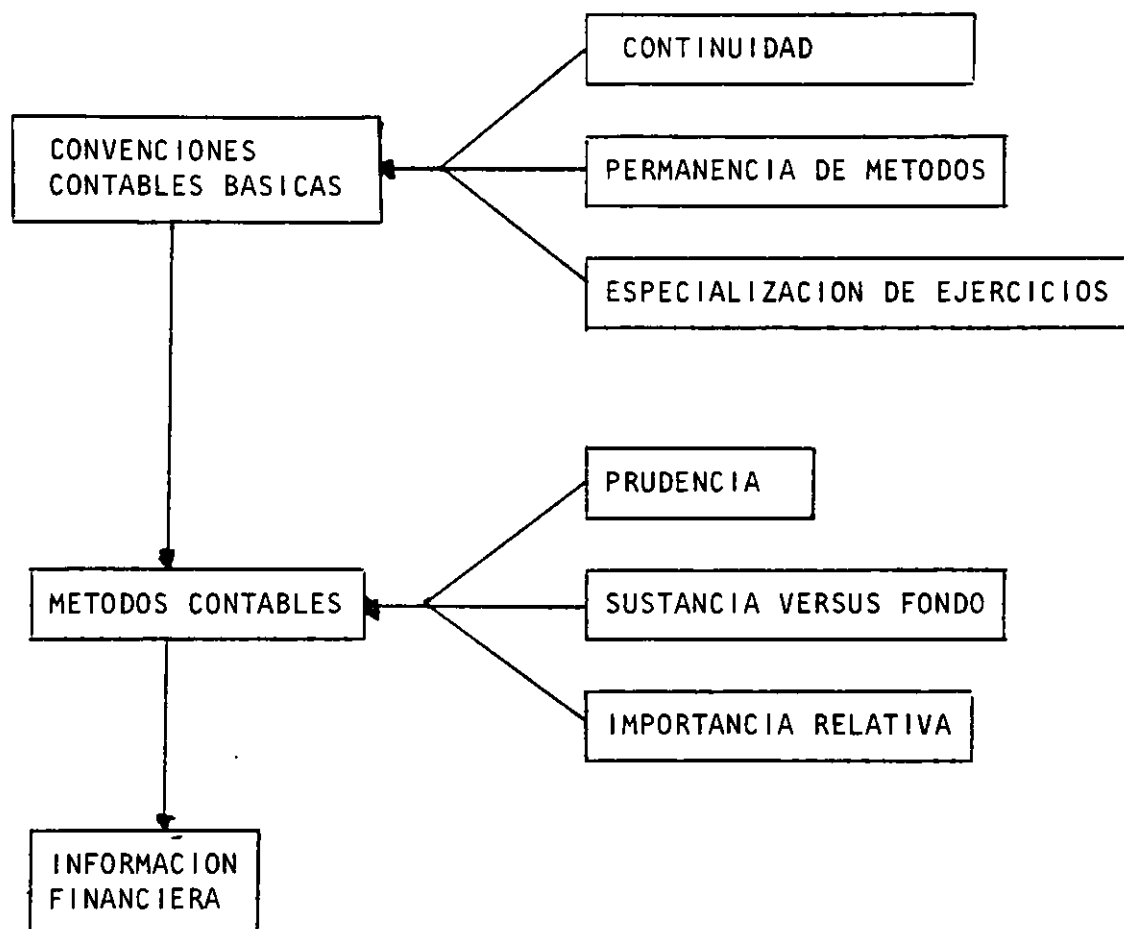 CONTINUIDAD
CONVENCIONES
CONTABLES BASICAS
PERMANENCIA DE METODOS
ESPECIALIZACION DE EJERCICIOS
PRUDENCIA
METODOS CONTABLES
SUSTANCIA VERSUS FONDO
IMPORTANCIA RELATIVA
INFORMACION
FINANCIERA